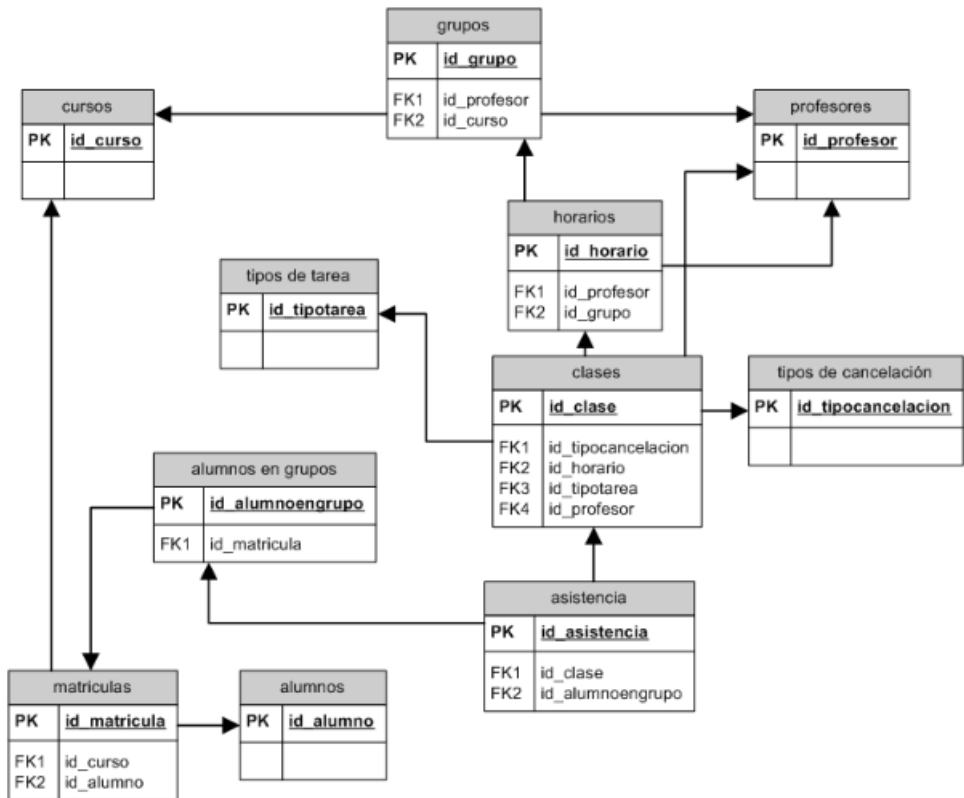 grupos
PK id_grupo
FK1 id_profesor
FK2 id_curso
cursos
PK id_curso
profesores
PK id_profesor
horarios
PK id_horario
FK1 id_profesor
FK2 id_grupo
tipos de tarea
PK id_tipotarea
clases
PK id_clase
FK1 id_tipocancelacion
FK2 id_horario
FK3 id_tipotarea
FK4 id_profesor
tipos de cancelación
PK id_tipocancelacion
alumnos en grupos
PK id_alumnoengrupo
FK1 id_matricula
asistencia
PK id_asistencia
FK1 id_clase
FK2 id_alumnoengrupo
matriculas
PK id_matricula
FK1 id_curso
FK2 id_alumno
alumnos
PK id_alumno